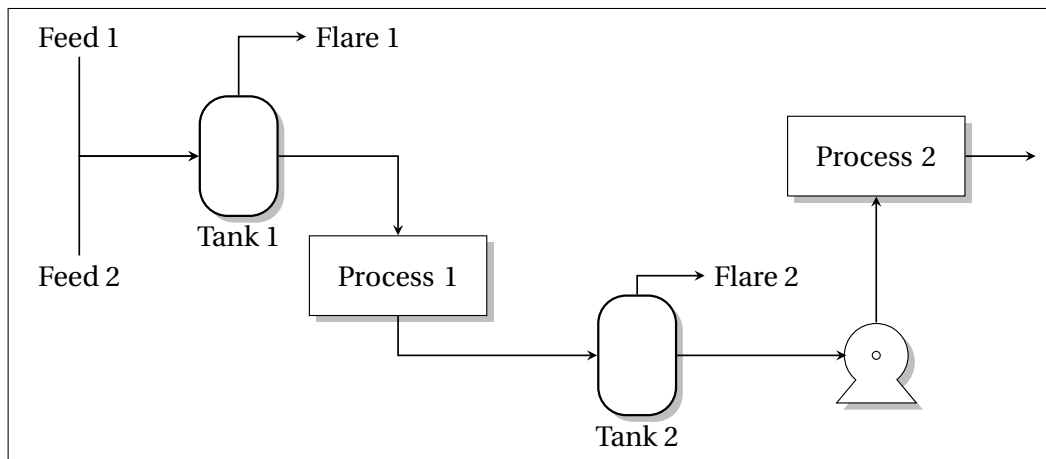 Feed 1
Flare 1
Process 2
Tank 1
Feed 2
Process 1
Flare 2
Tank 2